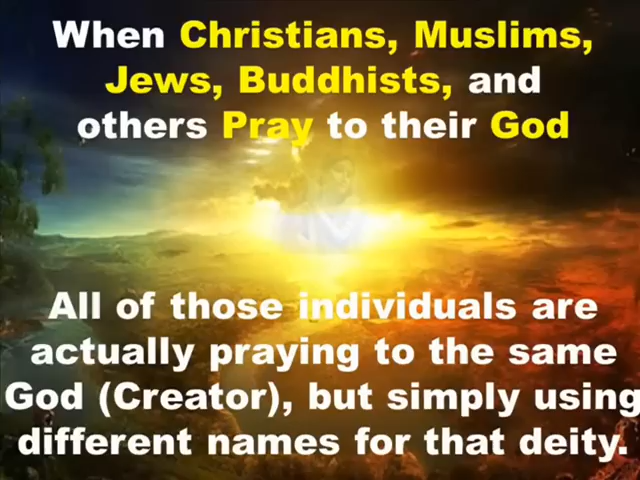 When Christians, Muslims,
Jews, Buddhists, and
others Pray to their God
All of those individuals are
actually praying to the same
God (Creator), but simply using
different names for that deity.